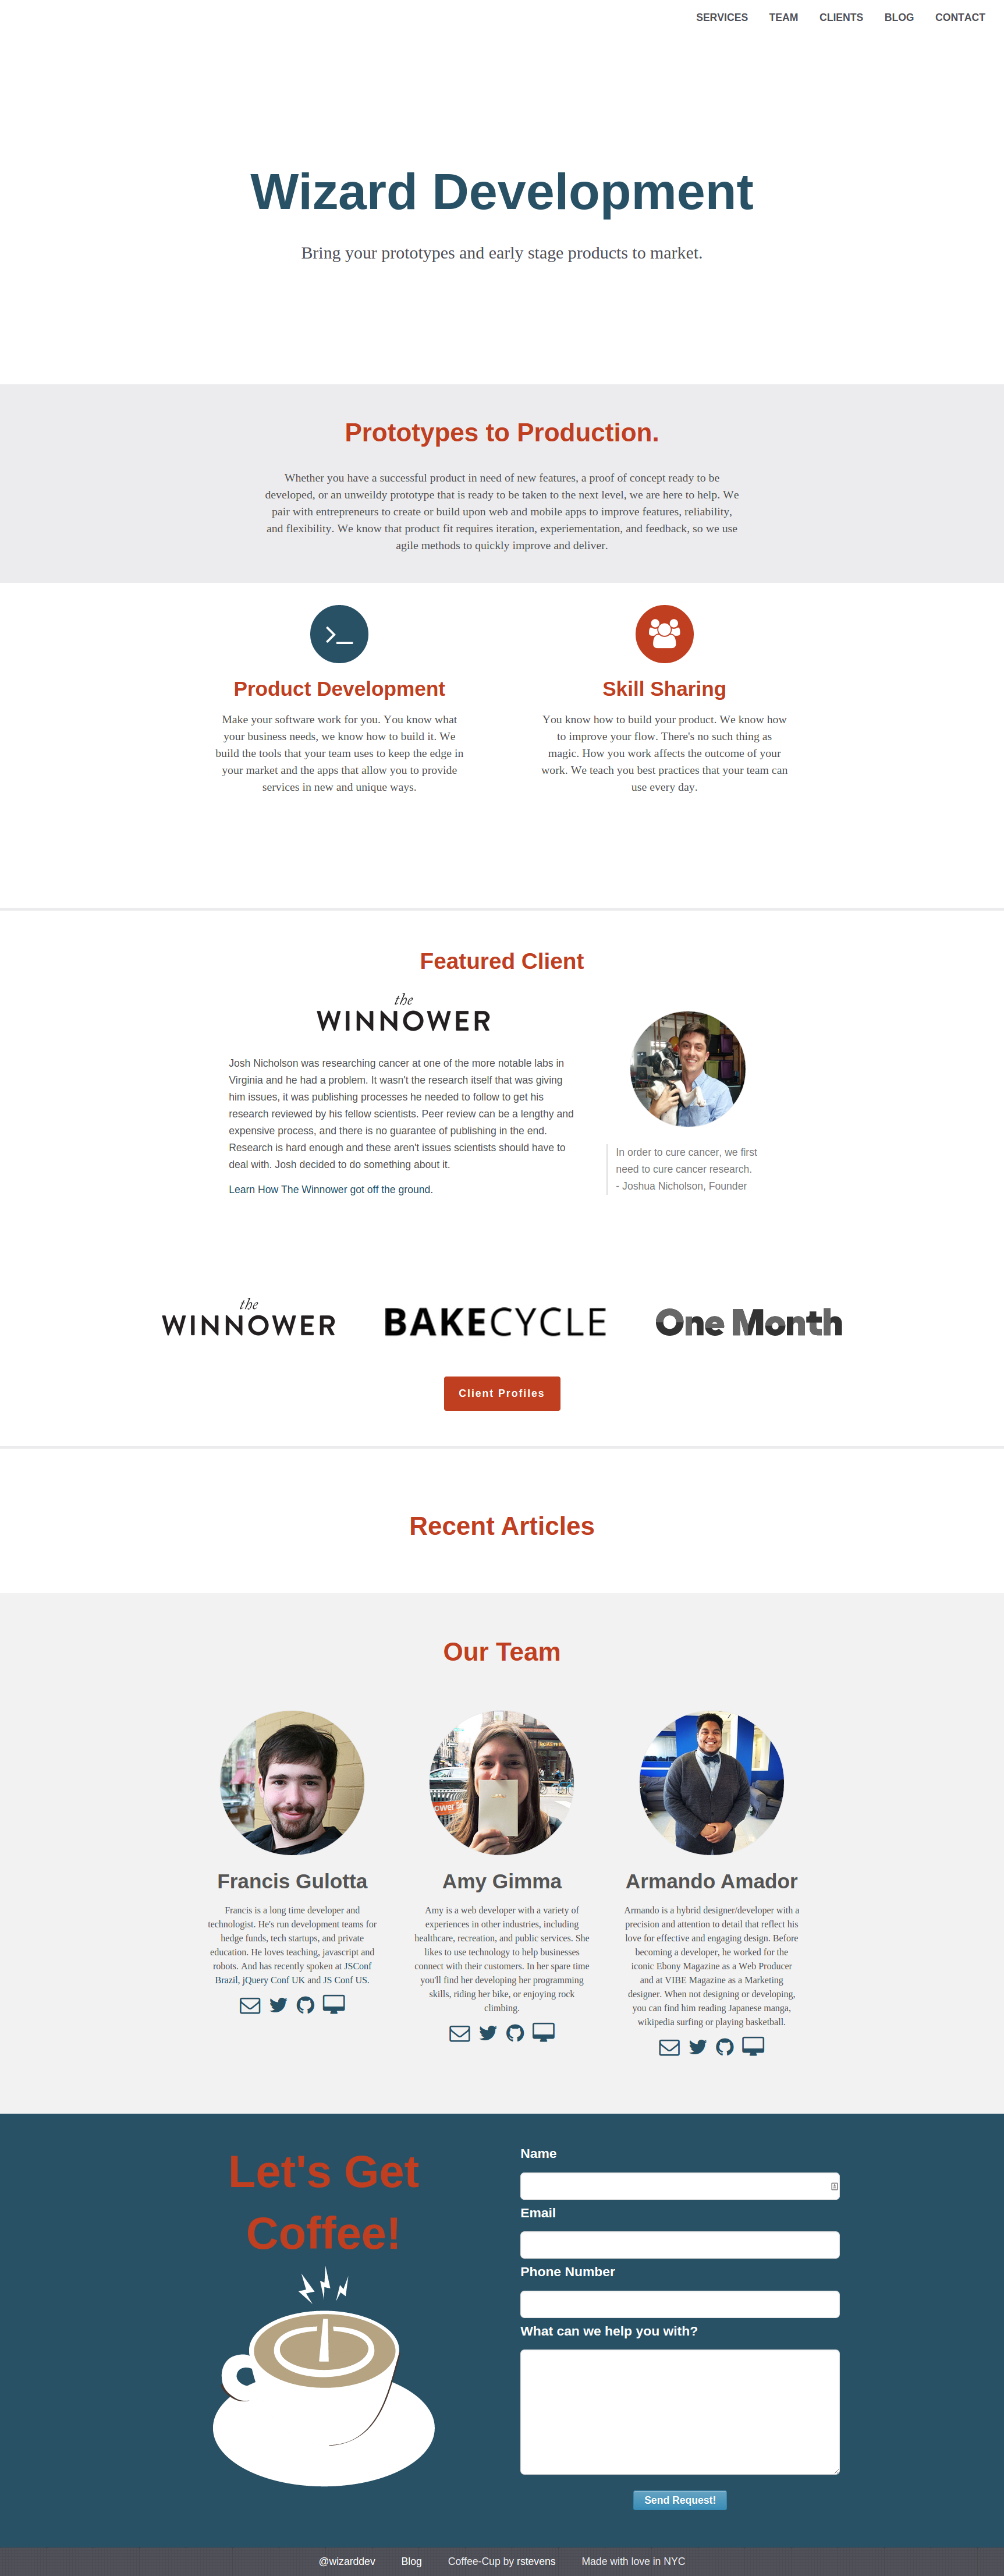 SERVICES TEAM CLIENTS BLOG CONTACT
Wizard Development
Bring your prototypes and early stage products to market.
Prototypes to Production.
Whether you have a successful product in need of new features, a proof of concept ready to be
developed, or an unweildy prototype that is ready to be taken to the next level, we are here to help. We
pair with entrepreneurs to create or build upon web and mobile apps to improve features, reliability,
and flexibility. We know that product fit requires iteration, experiementation, and feedback, so we use
agile methods to quickly improve and deliver.
Product Development
Make your software work for you. You know what
your business needs, we know how to build it. We
build the tools that your team uses to keep the edge in
your market and the apps that allow you to provide
services in new and unique ways.
Skill Sharing
You know how to build your product. We know how
to improve your flow. There's no such thing as
magic. How you work affects the outcome of your
work. We teach you best practices that your team can
use every day.
Featured Client
the
WINNOWER
Josh Nicholson was researching cancer at one of the more notable labs in
Virginia and he had a problem. It wasn't the research itself that was giving
him issues, it was publishing processes he needed to follow to get his
research reviewed by his fellow scientists. Peer review can be a lengthy and
expensive process, and there is no guarantee of publishing in the end.
Research is hard enough and these aren't issues scientists should have to
deal with. Josh decided to do something about it.
Learn How The Winnower got off the ground.
In order to cure cancer, we first
need to cure cancer research.
- Joshua Nicholson, Founder
the
WINNOWER
BAKECYCLE
One Month
Client Profiles
Recent Articles
Our Team
Francis Gulotta
Francis is a long time developer and
technologist. He's run development teams for
hedge funds, tech startups, and private
education. He loves teaching, javascript and
robots. And has recently spoken at JSConf
Brazil, jQuery Conf UK and JS Conf US.
Amy Gimma
Amy is a web developer with a variety of
experiences in other industries, including
healthcare, recreation, and public services. She
likes to use technology to help businesses
connect with their customers. In her spare time
you'll find her developing her programming
skills, riding her bike, or enjoying rock
climbing.
Armando Amador
Armando is a hybrid designer/developer with a
precision and attention to detail that reflect his
love for effective and engaging design. Before
becoming a developer, he worked for the
iconic Ebony Magazine as a Web Producer
and at VIBE Magazine as a Marketing
designer. When not designing or developing,
you can find him reading Japanese manga,
wikipedia surfing or playing basketball.
Let's Get
Coffee!
Name
Email
Phone Number
What can we help you with?
Send Request!
@wizarddev Blog Coffee-Cup by rstevens Made with love in NYC